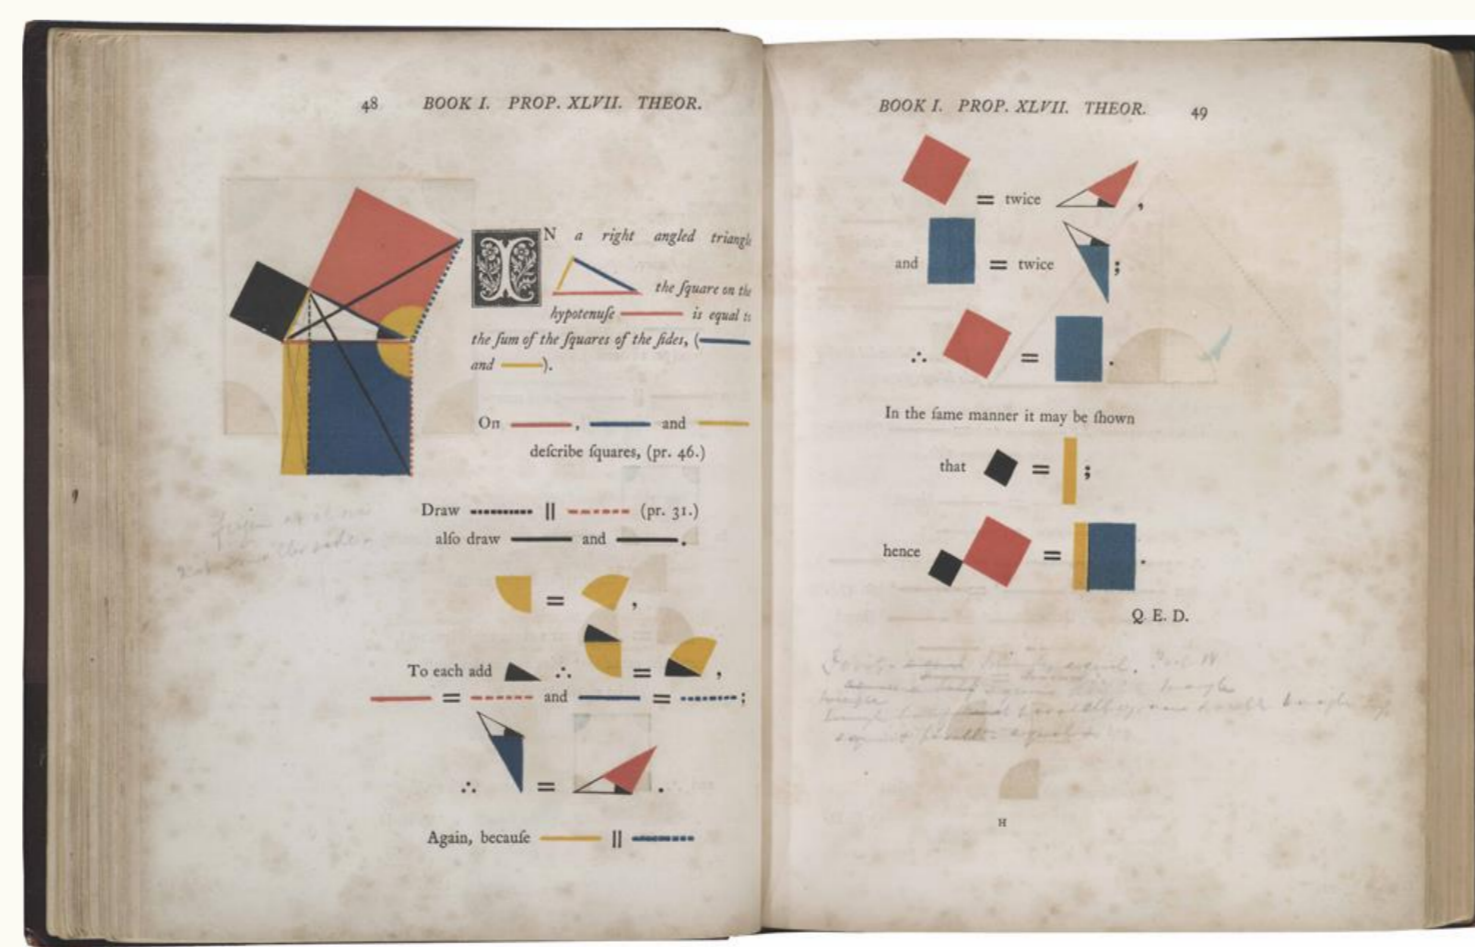 48 BOOK I. PROP. XLVII. THEOR.
IN a right angled triangle
the ſquare on the
hypotenuſe is equal to
the ſum of the ſquares of the ſides, (
and ).
On , and
deſcribe ſquares, (pr. 46.)
Draw || (pr. 31.)
alſo draw and .
= ,
To each add ∴ = ,
= and = ;
∴ = .
Again, becauſe ||
BOOK I. PROP. XLVII. THEOR. 49
= twice ,
and = twice ;
∴ = .
In the ſame manner it may be ſhown
that = ;
hence = .
Q. E. D.
H